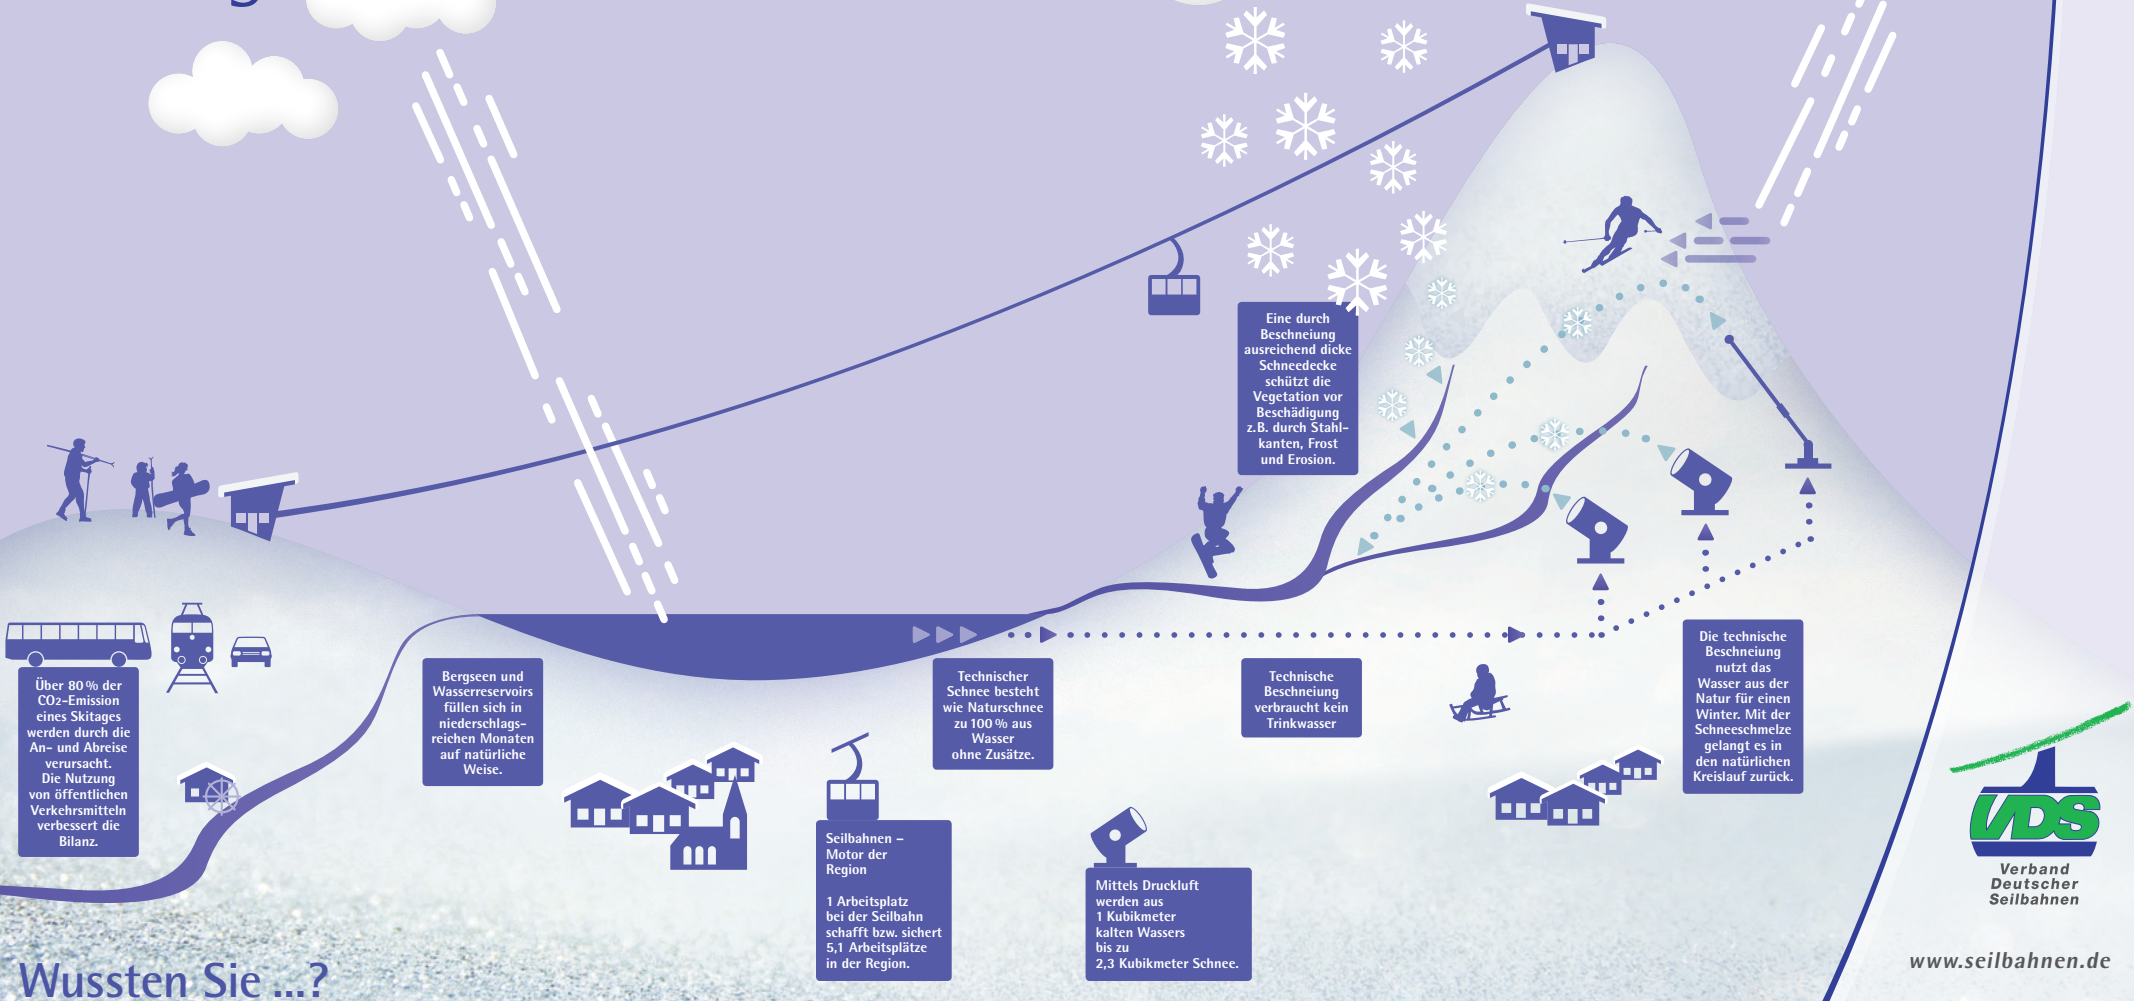 Eine durch
Beschneiung
ausreichend dicke
Schneedecke
schützt die
Vegetation vor
Beschädigung
z.B. durch Stahl-
kanten, Frost
und Erosion.
Über 80 % der
CO2-Emission
eines Skitages
werden durch die
An- und Abreise
verursacht.
Die Nutzung
von öffentlichen
Verkehrsmitteln
verbessert die
Bilanz.
Bergseen und
Wasserreservoirs
füllen sich in
niederschlags-
reichen Monaten
auf natürliche
Weise.
Technischer
Schnee besteht
wie Naturschnee
zu 100 % aus
Wasser
ohne Zusätze.
Technische
Beschneiung
verbraucht kein
Trinkwasser
Die technische
Beschneiung
nutzt das
Wasser aus der
Natur für einen
Winter. Mit der
Schneeschmelze
gelangt es in
den natürlichen
Kreislauf zurück.
Seilbahnen –
Motor der
Region
1 Arbeitsplatz
bei der Seilbahn
schafft bzw. sichert
5,1 Arbeitsplätze
in der Region.
Mittels Druckluft
werden aus
1 Kubikmeter
kalten Wassers
bis zu
2,3 Kubikmeter Schnee.
VDS
Verband
Deutscher
Seilbahnen
www.seilbahnen.de
Wussten Sie ...?